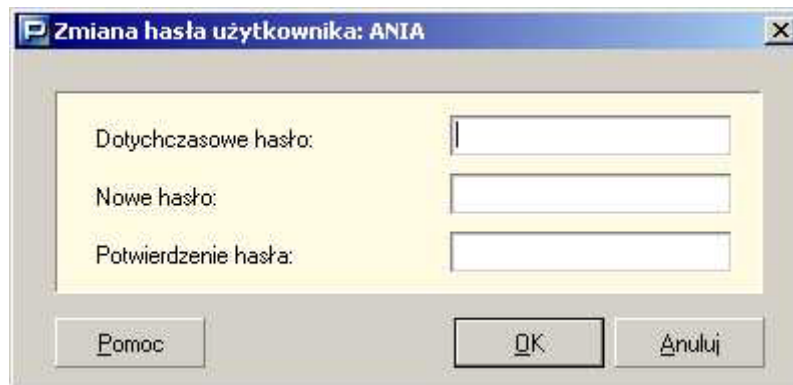 Zmiana hasła użytkownika: ANIA
Dotychczasowe hasło:
Nowe hasło:
Potwierdzenie hasła:
Pomoc OK Anuluj